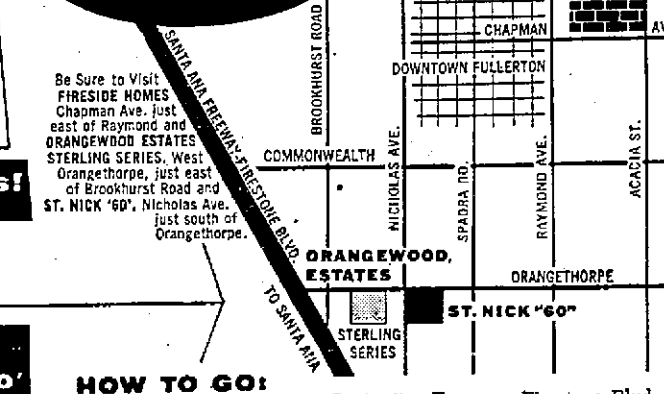 CHAPMAN
AV
DOWNTOWN FULLERTON
BROOKHURST ROAD
SANTA ANA FREEWAY-FIRESTONE BLVD.
Be Sure to Visit
FIRESIDE HOMES
Chapman Ave. just
east of Raymond and
ORANGEWOOD ESTATES
STERLING SERIES, West
Orangethorpe, just east
of Brookhurst Road and
ST. NICK '60', Nicholas Ave.
just south of
Orangethorpe.
s!
COMMONWEALTH
NICHOLAS AVE.
SPADRA RD.
RAYMOND AVE.
ACACIA ST.
ORANGEWOOD,
ESTATES
ORANGETHORPE
TO SANTA ANA
STERLING
SERIES
ST. NICK "60"
0'
HOW TO GO: